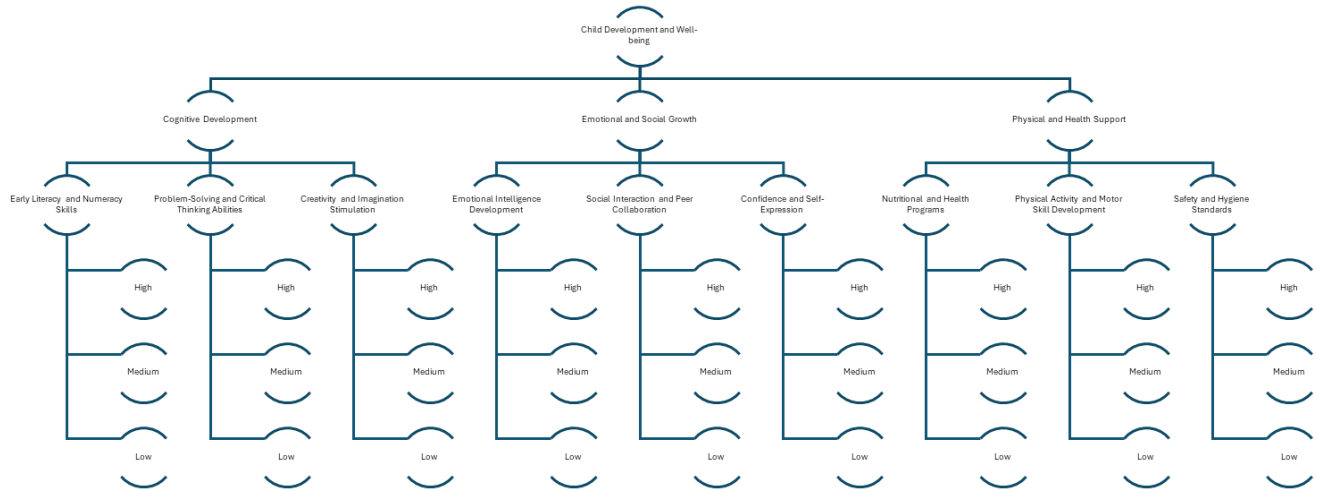 Child Development and Well-
being
Cognitive Development
Emotional and Social Growth
Physical and Health Support
Early Literacy and Numeracy
Skills
Problem-Solving and Critical
Thinking Abilities
Creativity and Imagination
Stimulation
Emotional Intelligence
Development
Social Interaction and Peer
Collaboration
Confidence and Self-
Expression
Nutritional and Health
Programs
Physical Activity and Motor
Skill Development
Safety and Hygiene
Standards
High
High
High
High
High
High
High
High
High
Medium
Medium
Medium
Medium
Medium
Medium
Medium
Medium
Medium
Low
Low
Low
Low
Low
Low
Low
Low
Low